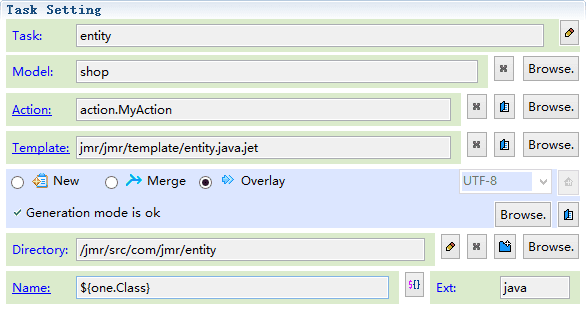 Task Setting
Task: entity
Model: shop Browse.
Action: action.MyAction Browse.
Template: jmr/jmr/template/entity.java.jet Browse.
New Merge Overlay UTF-8
Generation mode is ok Browse.
Directory: /jmr/src/com/jmr/entity Browse.
Name: ${one.Class} ${} Ext: java